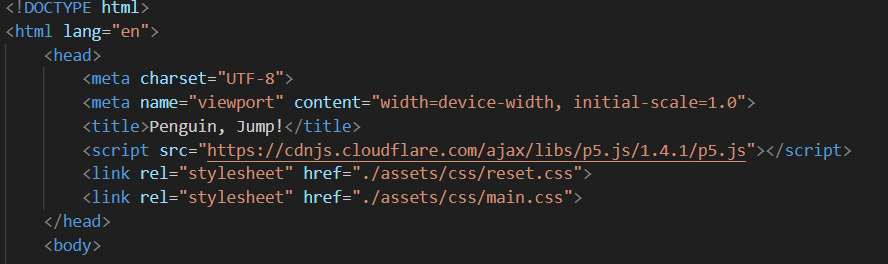 <!DOCTYPE html>
<html lang="en">
<head>
<meta charset="UTF-8">
<meta name="viewport" content="width=device-width, initial-scale=1.0">
<title>Penguin, Jump!</title>
<script src="https://cdnjs.cloudflare.com/ajax/libs/p5.js/1.4.1/p5.js"></script>
<link rel="stylesheet" href="./assets/css/reset.css">
<link rel="stylesheet" href="./assets/css/main.css">
</head>
<body>